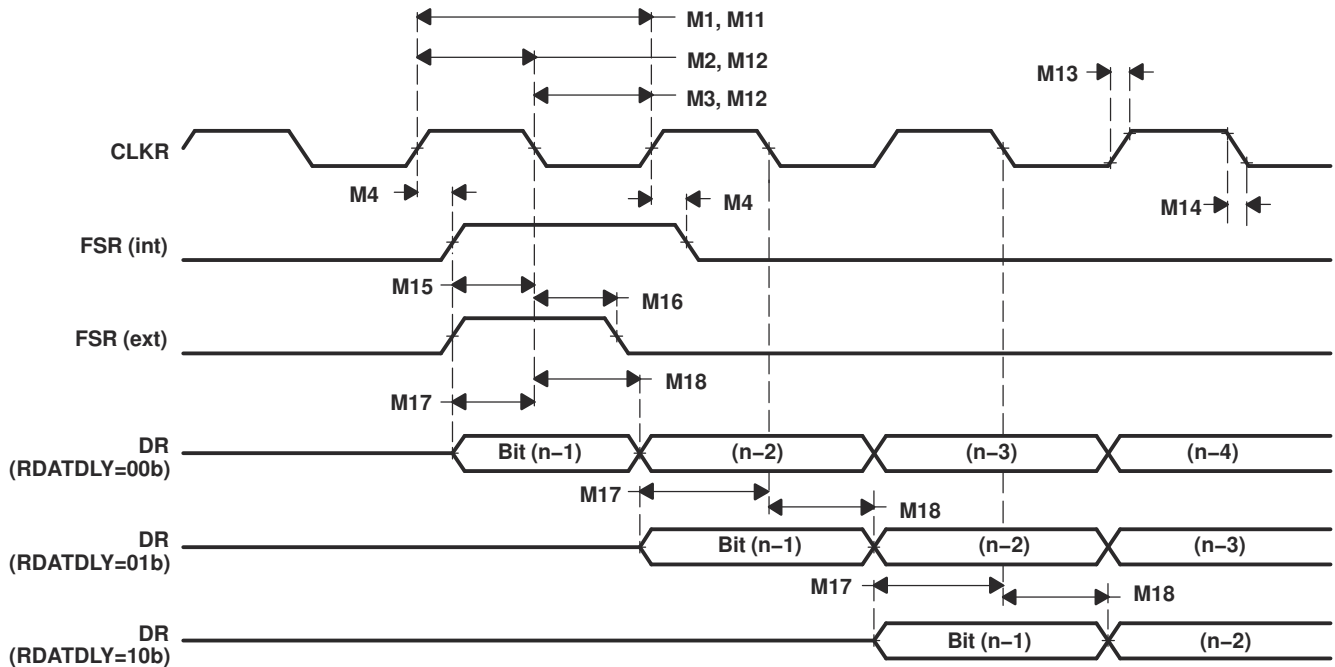 M1, M11
M2, M12
M3, M12
M13
CLKR
M4
M4
M14
FSR (int)
M15
M16
FSR (ext)
M18
M17
DR
(RDATDLY=00b)
Bit (n−1)
(n−2)
(n−3)
(n−4)
M17
M18
DR
(RDATDLY=01b)
Bit (n−1)
(n−2)
(n−3)
M17
M18
DR
(RDATDLY=10b)
Bit (n−1)
(n−2)